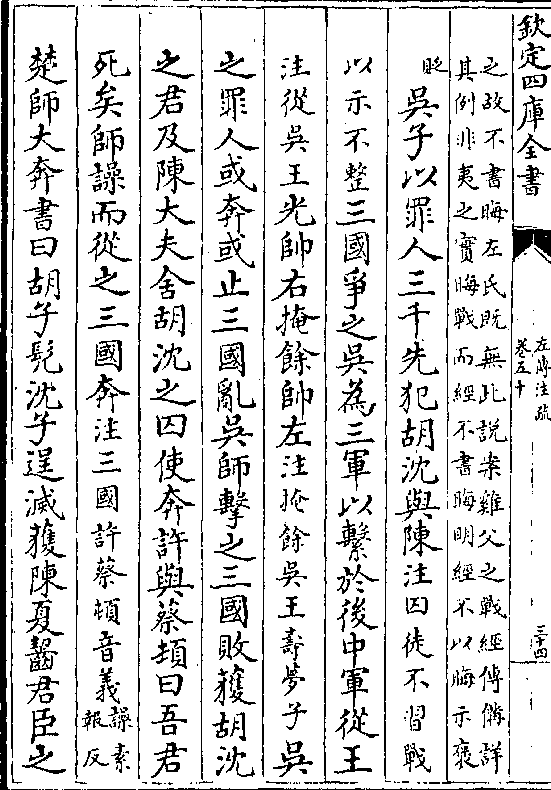 欽定四庫全書
左傳注疏
卷五十
三十四
之故不書晦左氏既無此說案雞父之戰經傳備詳
其例非夷之實晦戰而經不書晦明經不以晦示褒
貶
吳子以罪人三千先犯胡沈與陳注囚徒不習戰
以示不整三國爭之吳為三軍以繫於後中軍從王
注從吳王光帥右掩餘帥左注掩餘吳王壽夢子吳
之罪人或奔或止三國亂吳師擊之三國敗獲胡沈
之君及陳大夫舍胡沈之囚使奔許與蔡頓曰吾君
死矣師譟而從之三國奔注三國許蔡頓音義譟素
報反
楚師大奔書曰胡子髡沈子逞滅獲陳夏齧君臣之